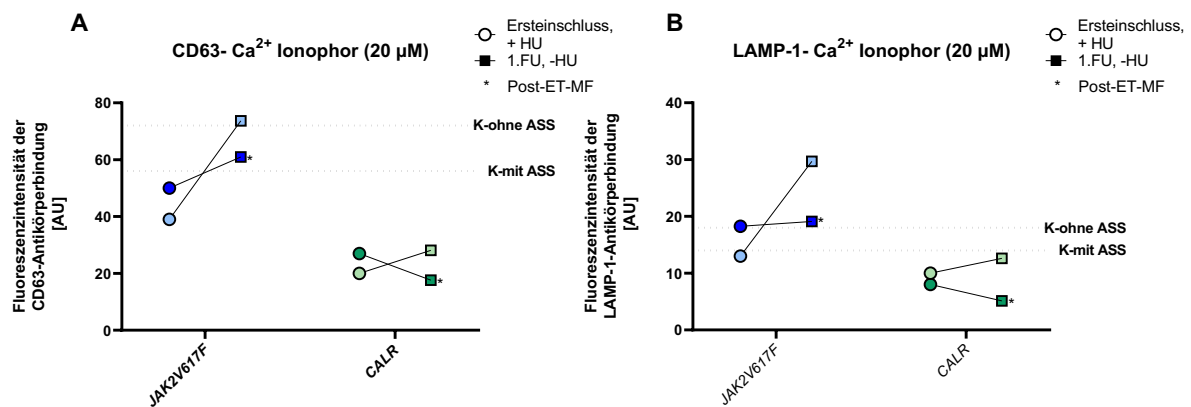 A
CD63- Ca2+ Ionophor (20 µM)
Ersteinschluss,
+ HU
1.FU, -HU
* Post-ET-MF
Fluoreszenzintensität der
CD63-Antikörperbindung
[AU]
80
60
40
20
0
K-ohne ASS
K-mit ASS
*
*
JAK2V617F
CALR
B
LAMP-1- Ca2+ Ionophor (20 µM)
Ersteinschluss,
+ HU
1.FU, -HU
* Post-ET-MF
Fluoreszenzintensität der
LAMP-1-Antikörperbindung
[AU]
40
30
20
10
0
K-ohne ASS
K-mit ASS
*
*
JAK2V617F
CALR